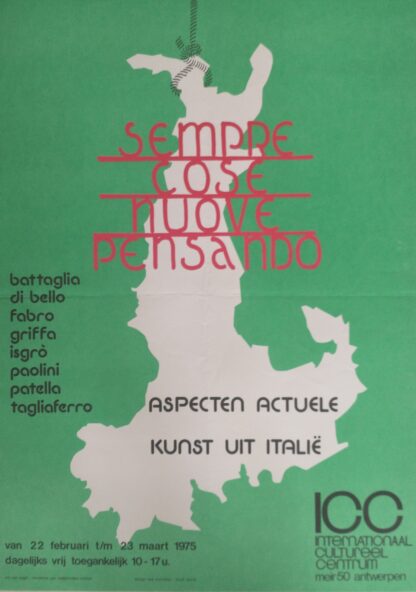 SEMPRE
COSE
NUOVE
PENSANDO
battaglia
di bello
fabro
griffa
isgrò
paolini
patella
tagliaferro
ASPECTEN ACTUELE
KUNST UIT ITALIË
van 22 februari t/m 23 maart 1975
dagelijks vrij toegankelijk 10-17u.
ICC
INTERNATIONAAL
CULTUREEL
CENTRUM
meir 50 antwerpen